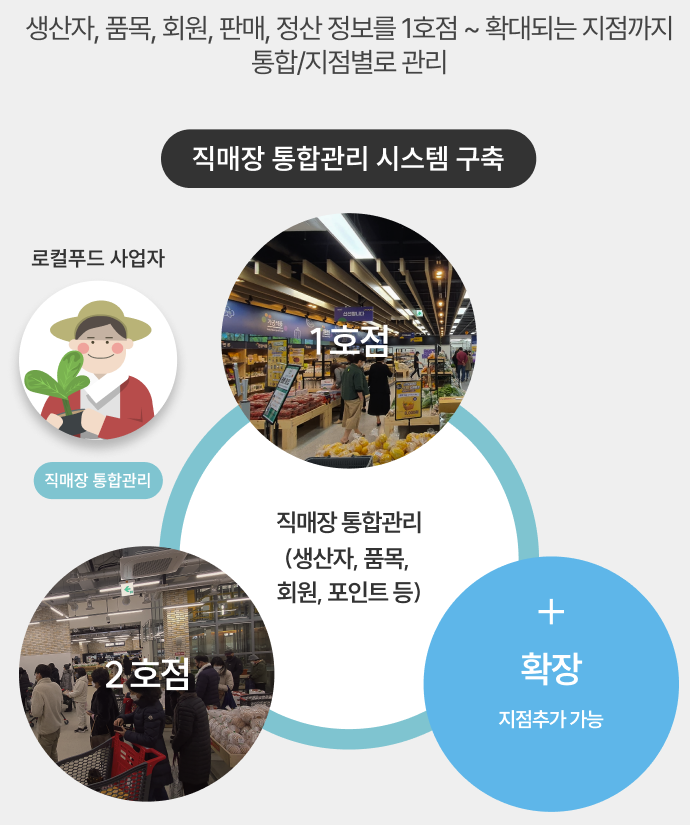 생산자, 품목, 회원, 판매, 정산 정보를 1호점 ~ 확대되는 지점까지
통합/지점별로 관리
직매장 통합관리 시스템 구축
로컬푸드 사업자
직매장 통합관리
1호점
직매장 통합관리
(생산자, 품목,
회원, 포인트 등)
2호점
+
확장
지점추가 가능